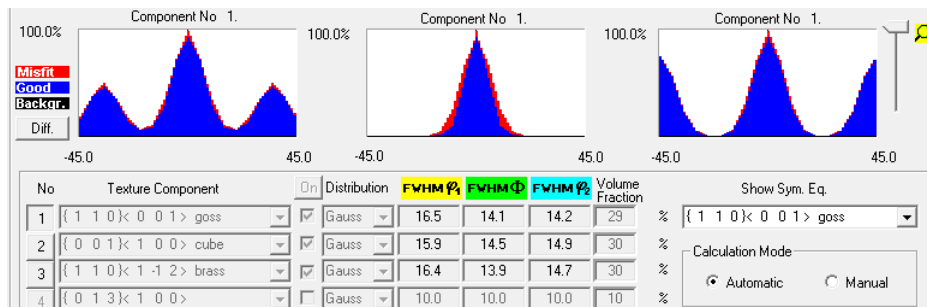 Component No 1. Component No 1. Component No 1.
100.0% 100.0% 100.0%
Misfit
Good
Backgr.
Diff.
-45.0 45.0 -45.0 45.0 -45.0 45.0
No Texture Component On Distribution FWHM φ1 FWHM Φ FWHM φ2 Volume Fraction Show Sym. Eq.
1 { 1 1 0}< 0 0 1> goss Gauss 16.5 14.1 14.2 29 % { 1 1 0}< 0 0 1> goss
2 { 0 0 1}< 1 0 0> cube Gauss 15.9 14.5 14.9 30 % Calculation Mode
3 { 1 1 0}< 1 -1 2> brass Gauss 16.4 13.9 14.7 30 % Automatic Manual
4 { 0 1 3}< 1 0 0> Gauss 10.0 10.0 10.0 10 %